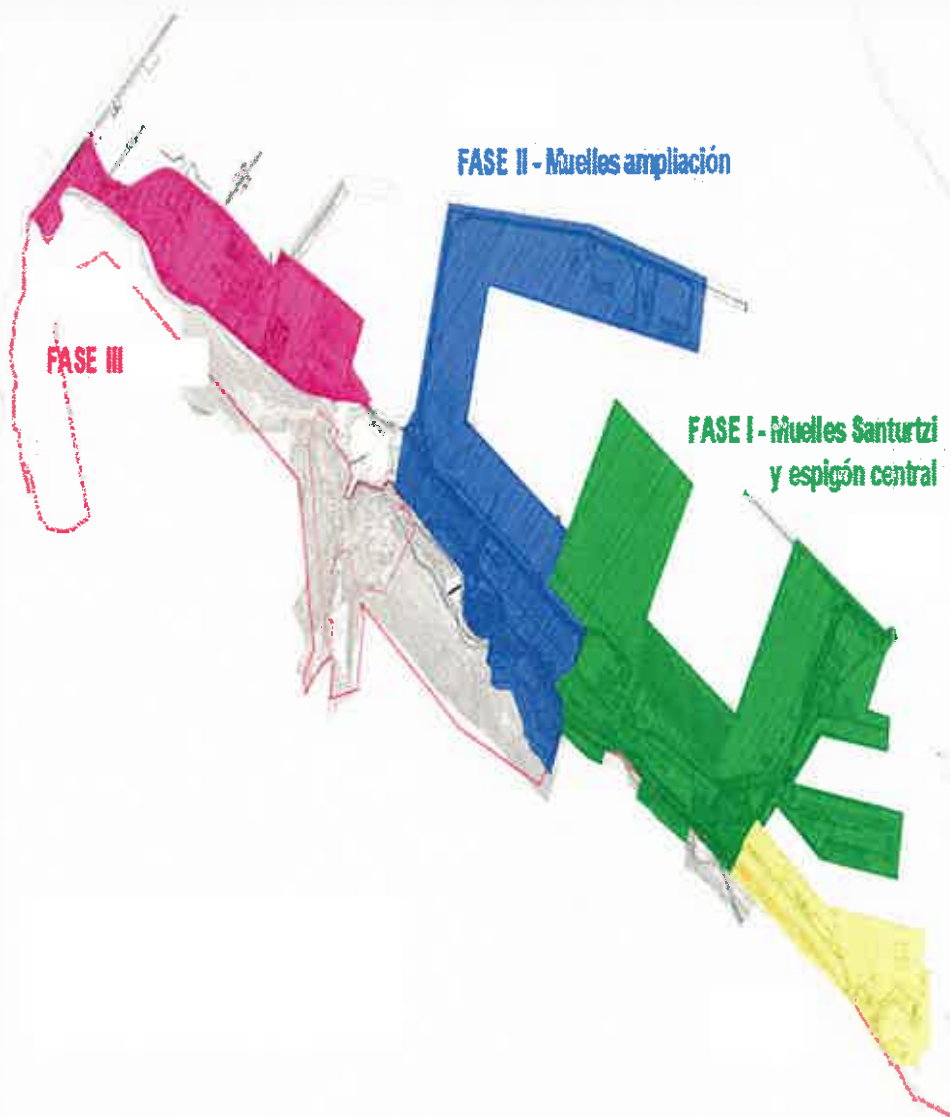 FASE II - Muelles ampliación
FASE III
FASE I - Muelles Santurtzi
y espigón central